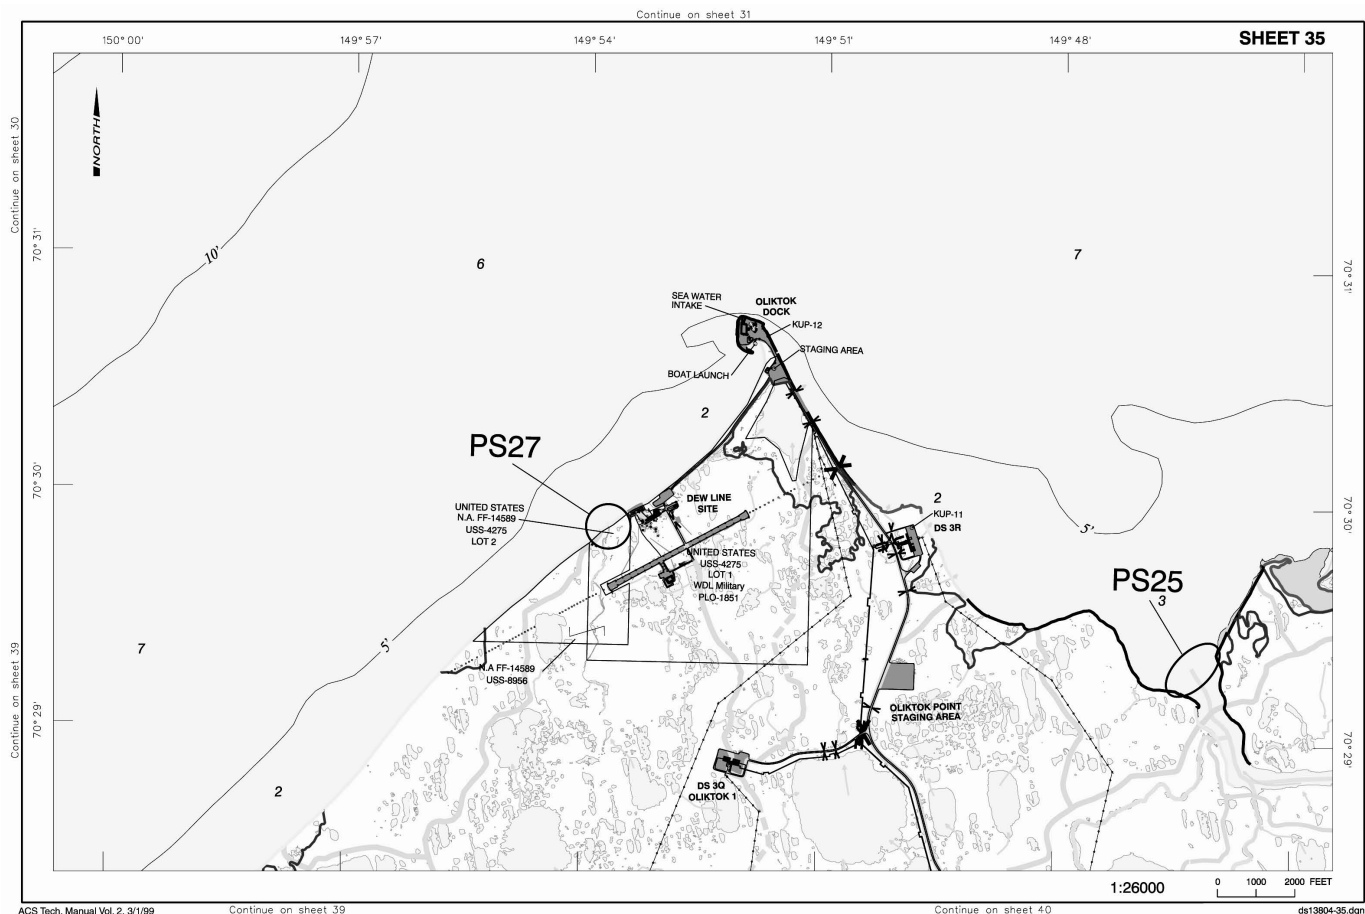 Continue on sheet 31
SHEET 35
150° 00'
149° 57'
149° 54'
149° 51'
149° 48'
NORTH
Continue on sheet 30
70° 31'
70° 31'
10'
6
7
SEA WATER
INTAKE
OLIKTOK
DOCK
KUP-12
STAGING AREA
BOAT LAUNCH
2
PS27
70° 30'
70° 30'
UNITED STATES
N.A. FF-14589
USS-4275
LOT 2
DEW LINE
SITE
2
KUP-11
DS 3R
5'
UNITED STATES
USS-4275
LOT 1
WDL Military
PLO-1851
PS25
3
7
5'
N.A FF-14589
USS-8956
Continue on sheet 39
70° 29'
70° 29'
OLIKTOK POINT
STAGING AREA
2
DS 3Q
OLIKTOK 1
1:26000
0 1000 2000 FEET
ACS Tech. Manual Vol. 2, 3/1/99
Continue on sheet 39
Continue on sheet 40
ds13804-35.dgn